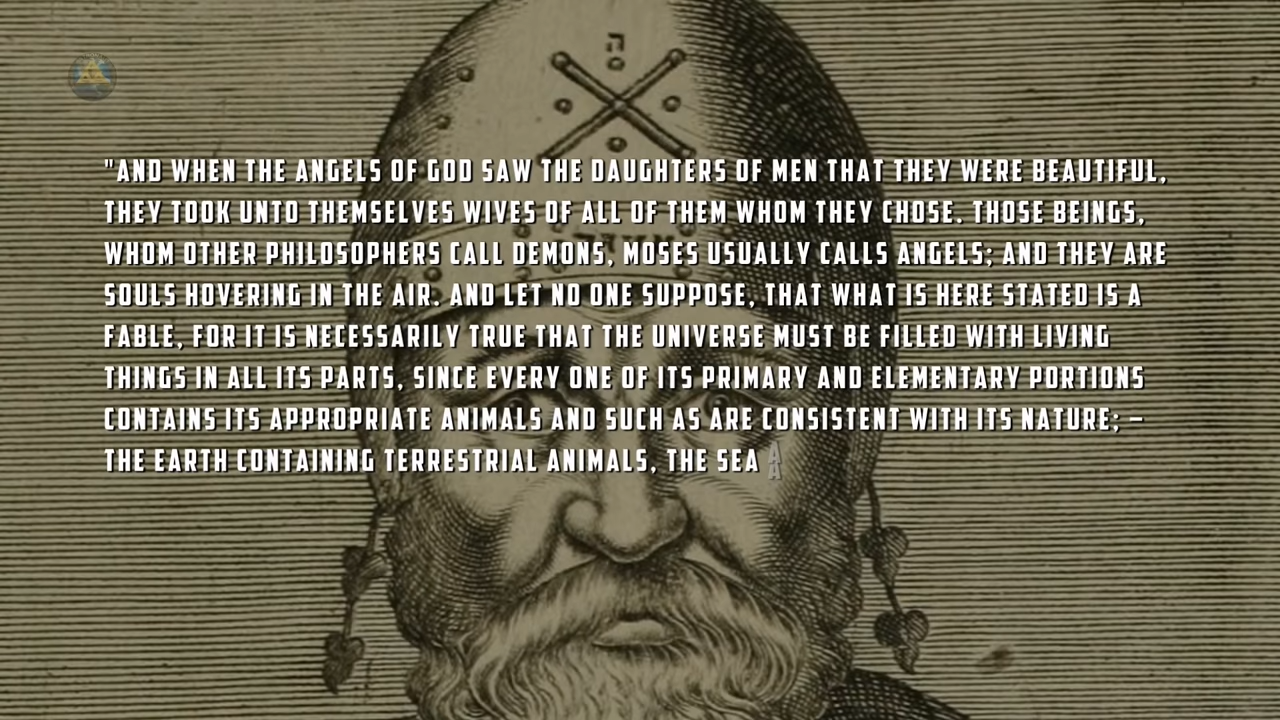 ה
"AND WHEN THE ANGELS OF GOD SAW THE DAUGHTERS OF MEN THAT THEY WERE BEAUTIFUL,
THEY TOOK UNTO THEMSELVES WIVES OF ALL OF THEM WHOM THEY CHOSE. THOSE BEINGS,
WHOM OTHER PHILOSOPHERS CALL DEMONS, MOSES USUALLY CALLS ANGELS; AND THEY ARE
SOULS HOVERING IN THE AIR. AND LET NO ONE SUPPOSE, THAT WHAT IS HERE STATED IS A
FABLE, FOR IT IS NECESSARILY TRUE THAT THE UNIVERSE MUST BE FILLED WITH LIVING
THINGS IN ALL ITS PARTS, SINCE EVERY ONE OF ITS PRIMARY AND ELEMENTARY PORTIONS
CONTAINS ITS APPROPRIATE ANIMALS AND SUCH AS ARE CONSISTENT WITH ITS NATURE; –
THE EARTH CONTAINING TERRESTRIAL ANIMALS, THE SEA A